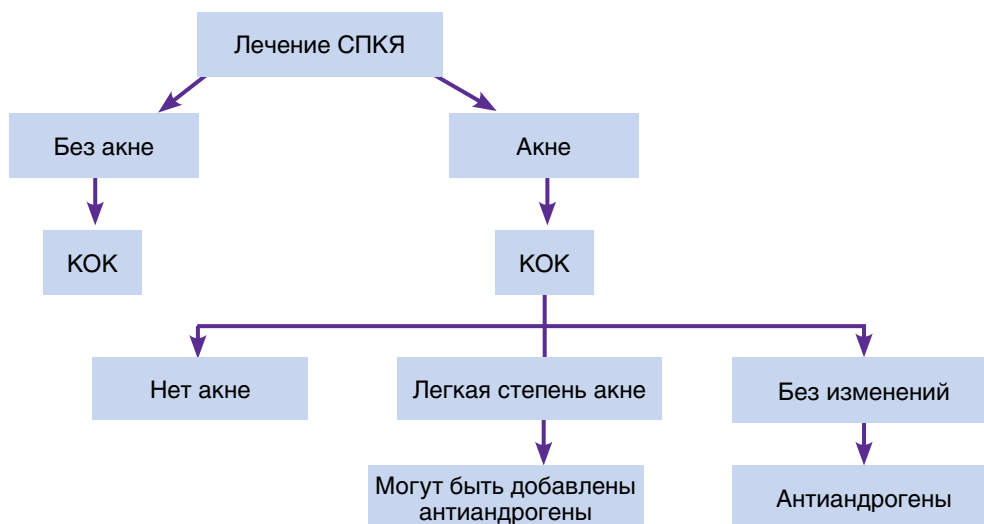 Лечение СПКЯ
Без акне
Акне
КОК
КОК
Нет акне
Легкая степень акне
Без изменений
Могут быть добавлены
антиандрогены
Антиандрогены